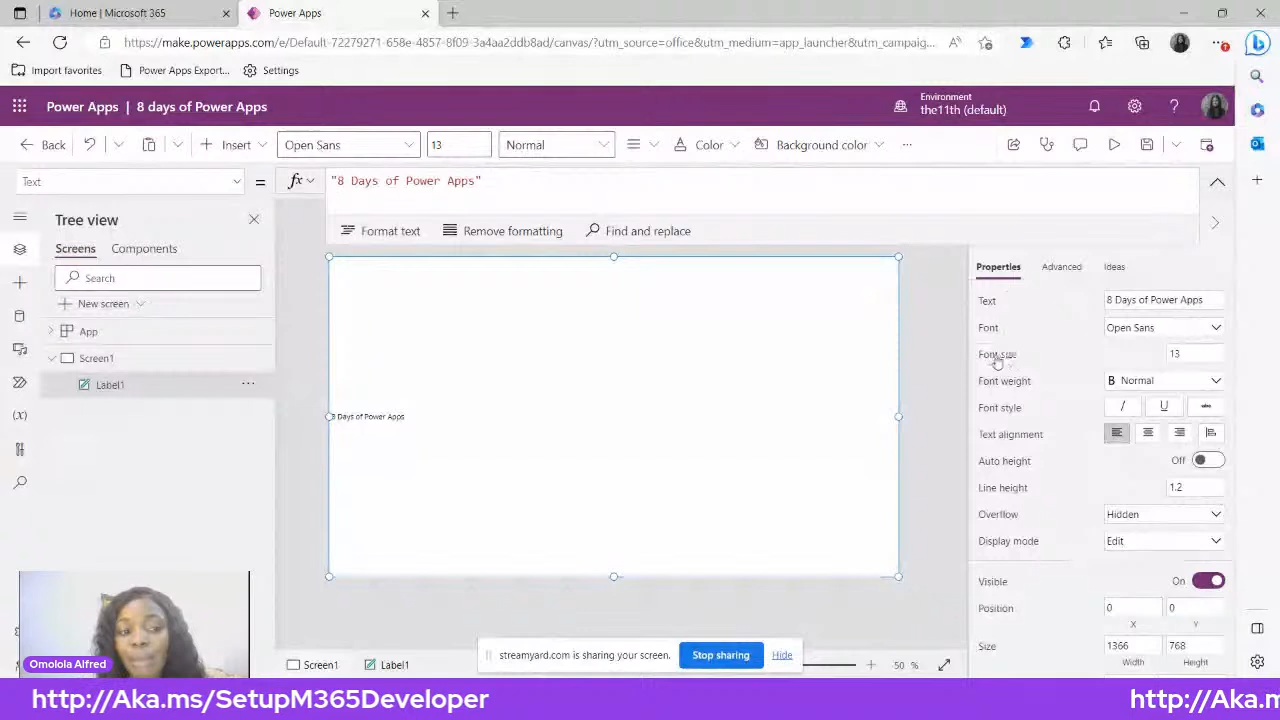 Home | Microsoft 365
Power Apps
https://make.powerapps.com/e/Default-72279271-658e-4857-8f09-3a4aa2ddb8ad/canvas/?utm_source=office&utm_medium=app_launcher&utm_campaig...
Import favorites
Power Apps Export...
Settings
Power Apps | 8 days of Power Apps
Environment
the11th (default)
Back
Insert
Open Sans
13
Normal
Color
Background color
Text
=
fx
"8 Days of Power Apps"
Format text
Remove formatting
Find and replace
Tree view
Screens
Components
Search
New screen
App
Screen1
Label1
8 Days of Power Apps
Properties
Advanced
Ideas
Text
8 Days of Power Apps
Font
Open Sans
Font size
13
Font weight
B Normal
Font style
/
U
abc
Text alignment
Auto height
Off
Line height
1.2
Overflow
Hidden
Display mode
Edit
Visible
On
Position
0
0
X
Y
Size
1366
768
Width
Height
Omolola Alfred
streamyard.com is sharing your screen.
Stop sharing
Hide
Screen1
Label1
50 %
http://Aka.ms/SetupM365Developer
http://Aka.m